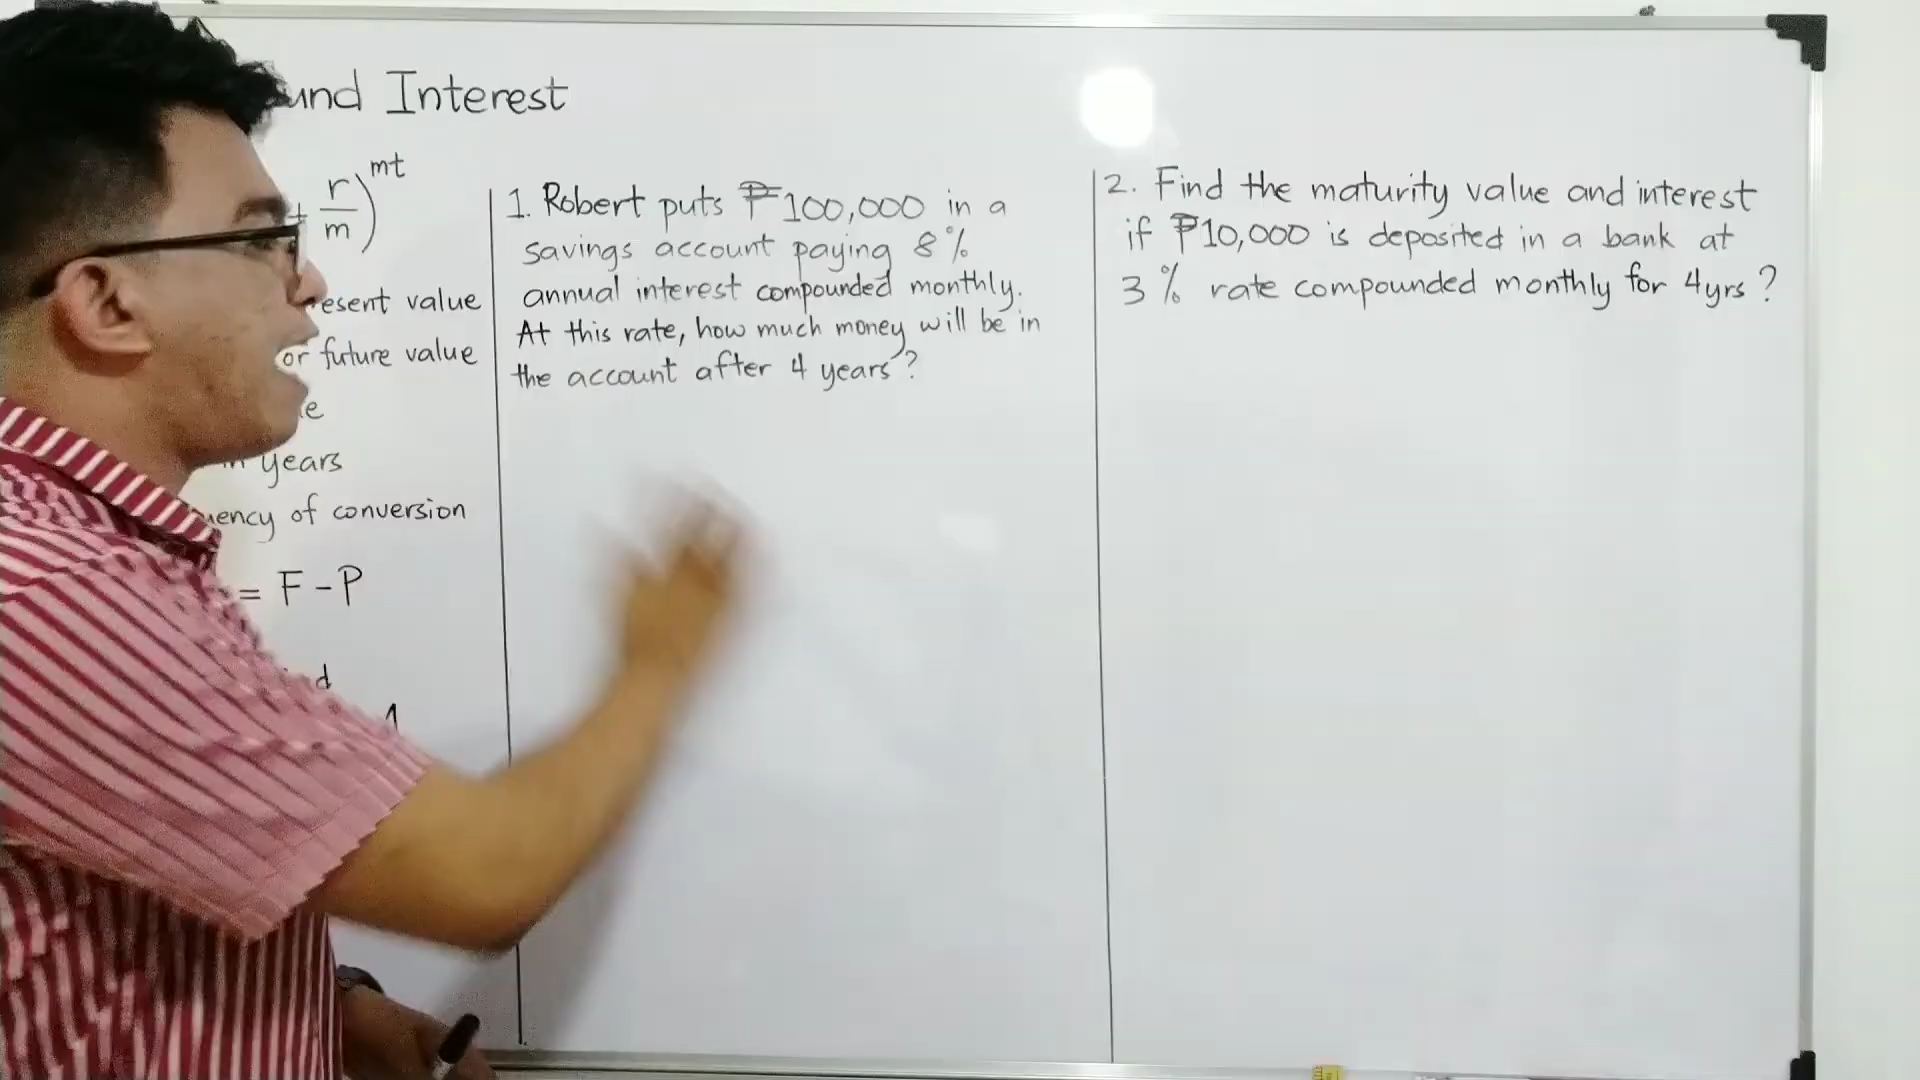 Interest
r mt
m
1. Robert puts ₱100,000 in a
savings account paying 8%
annual interest compounded monthly.
At this rate, how much money will be in
the account after 4 years?
value
or future value
years
of conversion
= F - P
2. Find the maturity value and interest
if ₱10,000 is deposited in a bank at
3% rate compounded monthly for 4yrs?